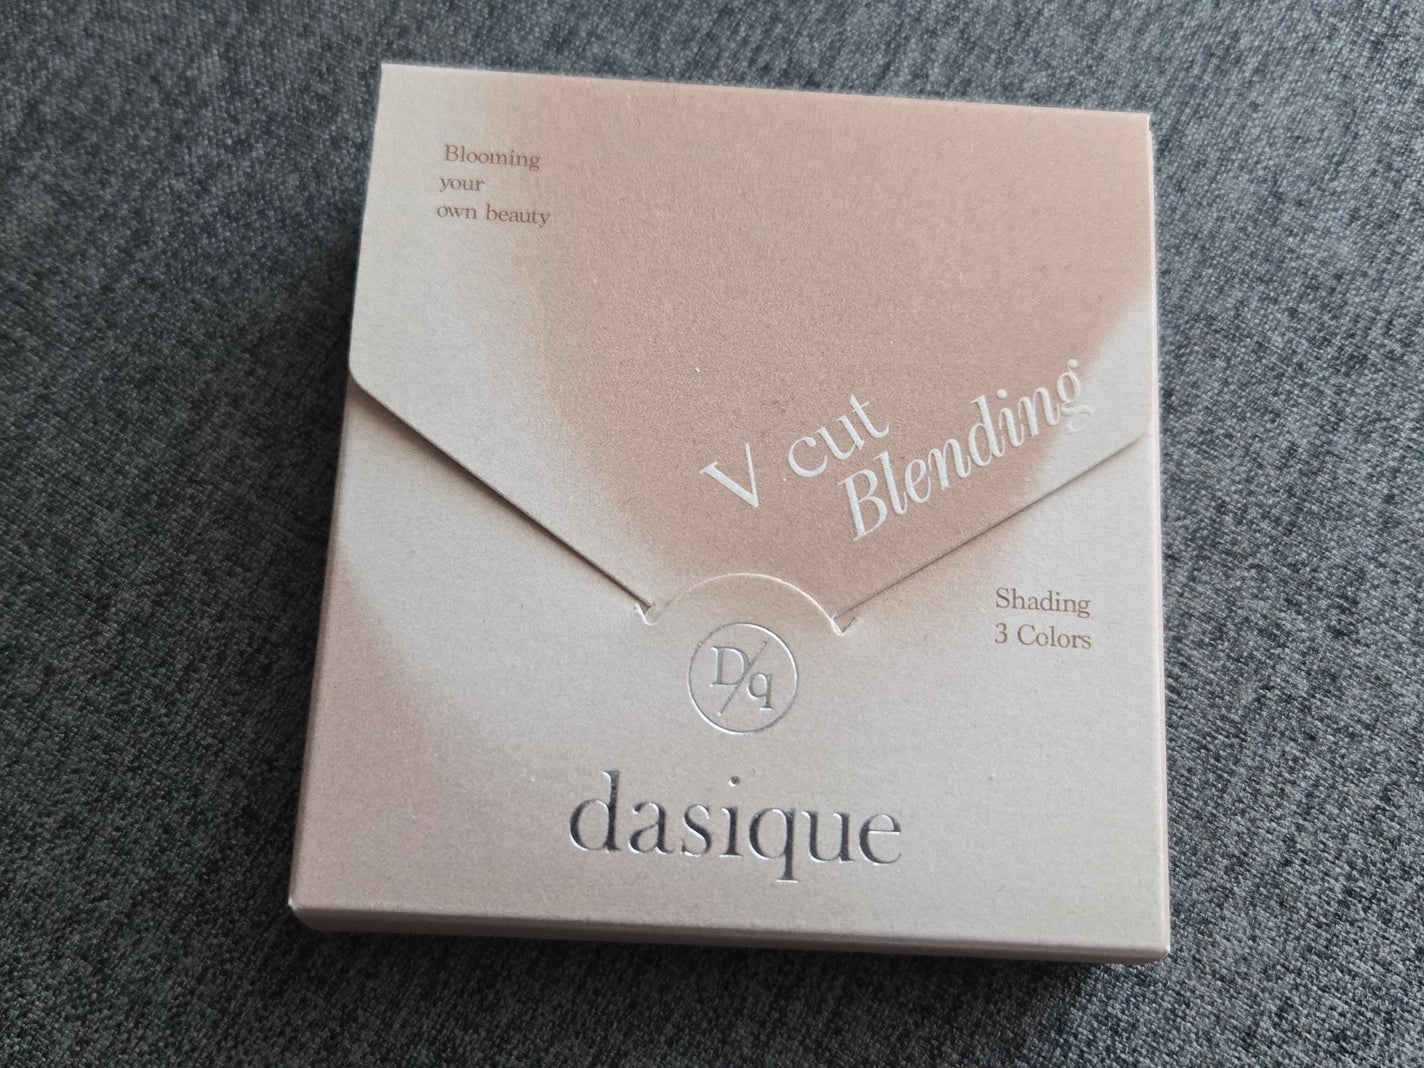 Blooming
your
own beauty
V cut
Blending
Shading
3 Colors
D/q
dasique